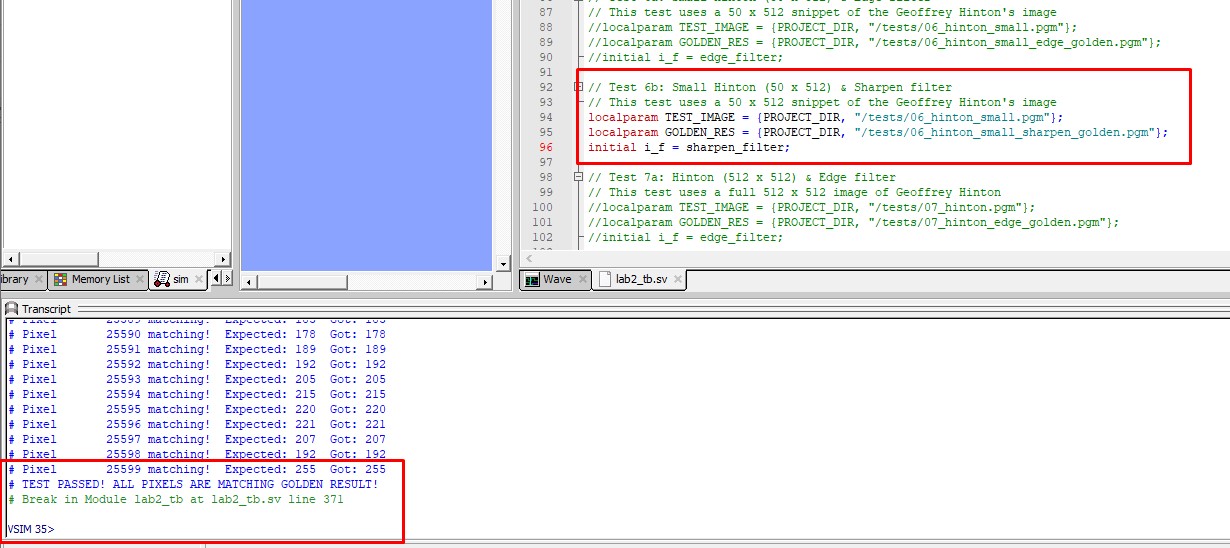 87 // This test uses a 50 x 512 snippet of the Geoffrey Hinton's image
88 //localparam TEST_IMAGE = {PROJECT_DIR, "/tests/06_hinton_small.pgm"};
89 //localparam GOLDEN_RES = {PROJECT_DIR, "/tests/06_hinton_small_edge_golden.pgm"};
90 //initial i_f = edge_filter;
91
92 // Test 6b: Small Hinton (50 x 512) & Sharpen filter
93 // This test uses a 50 x 512 snippet of the Geoffrey Hinton's image
94 localparam TEST_IMAGE = {PROJECT_DIR, "/tests/06_hinton_small.pgm"};
95 localparam GOLDEN_RES = {PROJECT_DIR, "/tests/06_hinton_small_sharpen_golden.pgm"};
96 initial i_f = sharpen_filter;
97
98 // Test 7a: Hinton (512 x 512) & Edge filter
99 // This test uses a full 512 x 512 image of Geoffrey Hinton
100 //localparam TEST_IMAGE = {PROJECT_DIR, "/tests/07_hinton.pgm"};
101 //localparam GOLDEN_RES = {PROJECT_DIR, "/tests/07_hinton_edge_golden.pgm"};
102 //initial i_f = edge_filter;
ibrary Memory List sim
Wave lab2_tb.sv
Transcript
# Pixel 25590 matching! Expected: 178 Got: 178
# Pixel 25591 matching! Expected: 189 Got: 189
# Pixel 25592 matching! Expected: 192 Got: 192
# Pixel 25593 matching! Expected: 205 Got: 205
# Pixel 25594 matching! Expected: 215 Got: 215
# Pixel 25595 matching! Expected: 220 Got: 220
# Pixel 25596 matching! Expected: 221 Got: 221
# Pixel 25597 matching! Expected: 207 Got: 207
# Pixel 25598 matching! Expected: 192 Got: 192
# Pixel 25599 matching! Expected: 255 Got: 255
# TEST PASSED! ALL PIXELS ARE MATCHING GOLDEN RESULT!
# Break in Module lab2_tb at lab2_tb.sv line 371
VSIM 35>